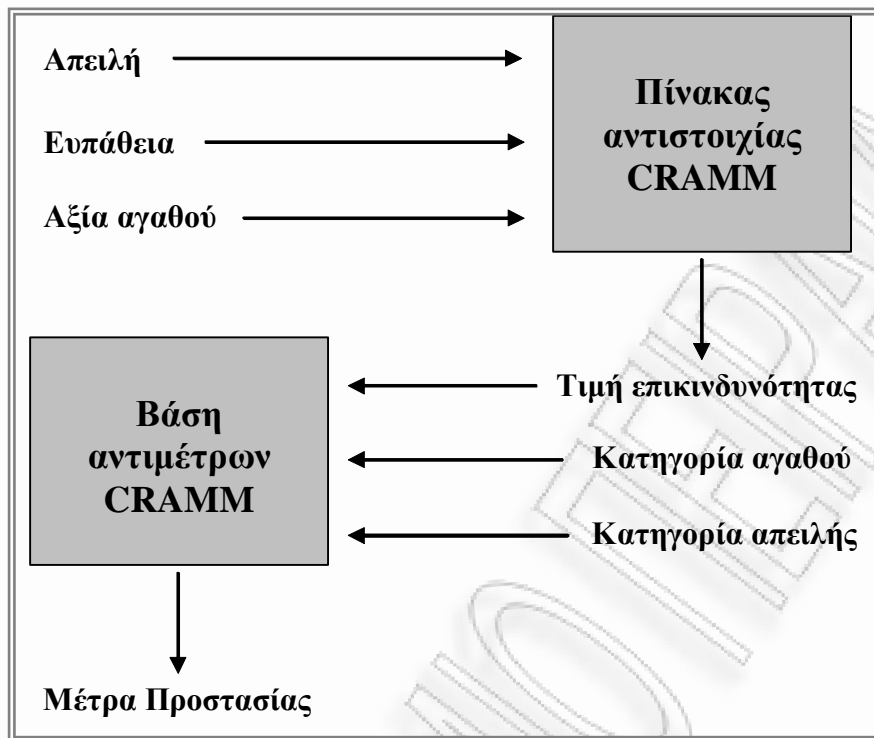 Απειλή
Ευπάθεια
Αξία αγαθού
Πίνακας
αντιστοιχίας
CRAMM
Τιμή επικινδυνότητας
Κατηγορία αγαθού
Κατηγορία απειλής
Βάση
αντιμέτρων
CRAMM
Μέτρα Προστασίας